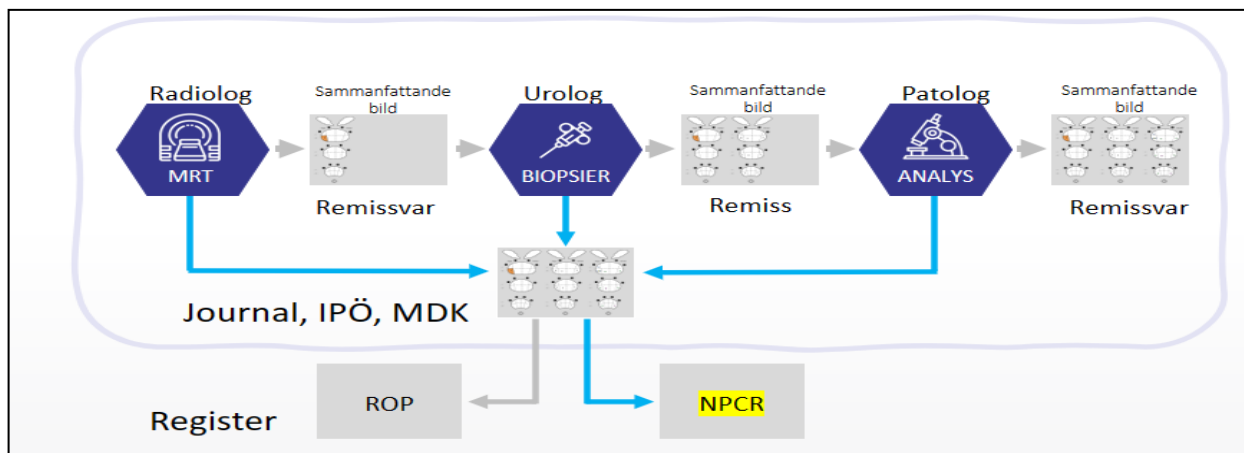 Radiolog
Sammanfattande
bild
Urolog
Sammanfattande
bild
Patolog
Sammanfattande
bild
MRT
BIOPSIER
ANALYS
Remissvar
Remiss
Remissvar
Journal, IPÖ, MDK
ROP
NPCR
Register